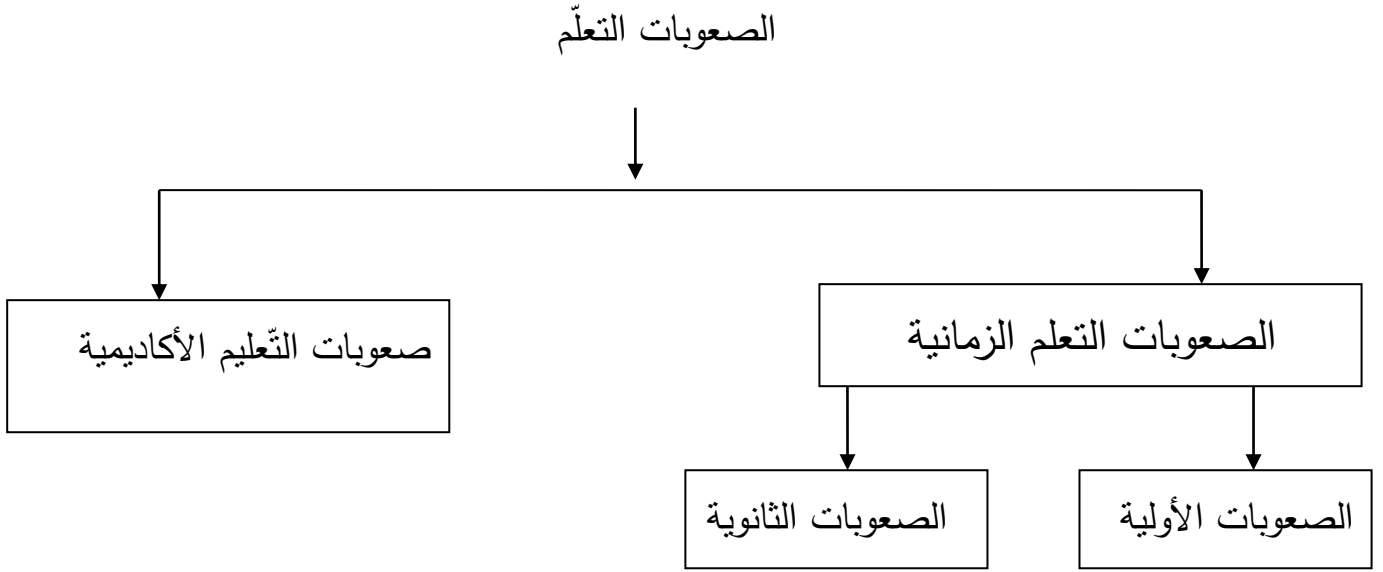 الصعوبات التعلّم
الصعوبات التعلم الزمانية
صعوبات التّعليم الأكاديمية
الصعوبات الأولية
الصعوبات الثانوية